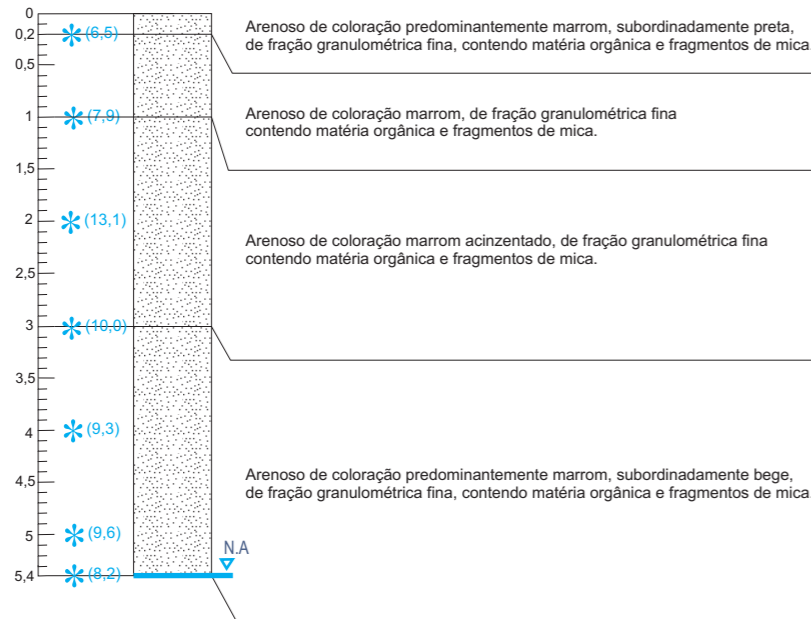 0
0,2
(6,5)
0,5
1
(7,9)
1,5
2
(13,1)
2,5
3
(10,0)
3,5
4
(9,3)
4,5
5
(9,6)
5,4
(8,2)
N.A
Arenoso de coloração predominantemente marrom, subordinadamente preta,
de fração granulométrica fina, contendo matéria orgânica e fragmentos de mica.
Arenoso de coloração marrom, de fração granulométrica fina
contendo matéria orgânica e fragmentos de mica.
Arenoso de coloração marrom acinzentado, de fração granulométrica fina
contendo matéria orgânica e fragmentos de mica.
Arenoso de coloração predominantemente marrom, subordinadamente bege,
de fração granulométrica fina, contendo matéria orgânica e fragmentos de mica.